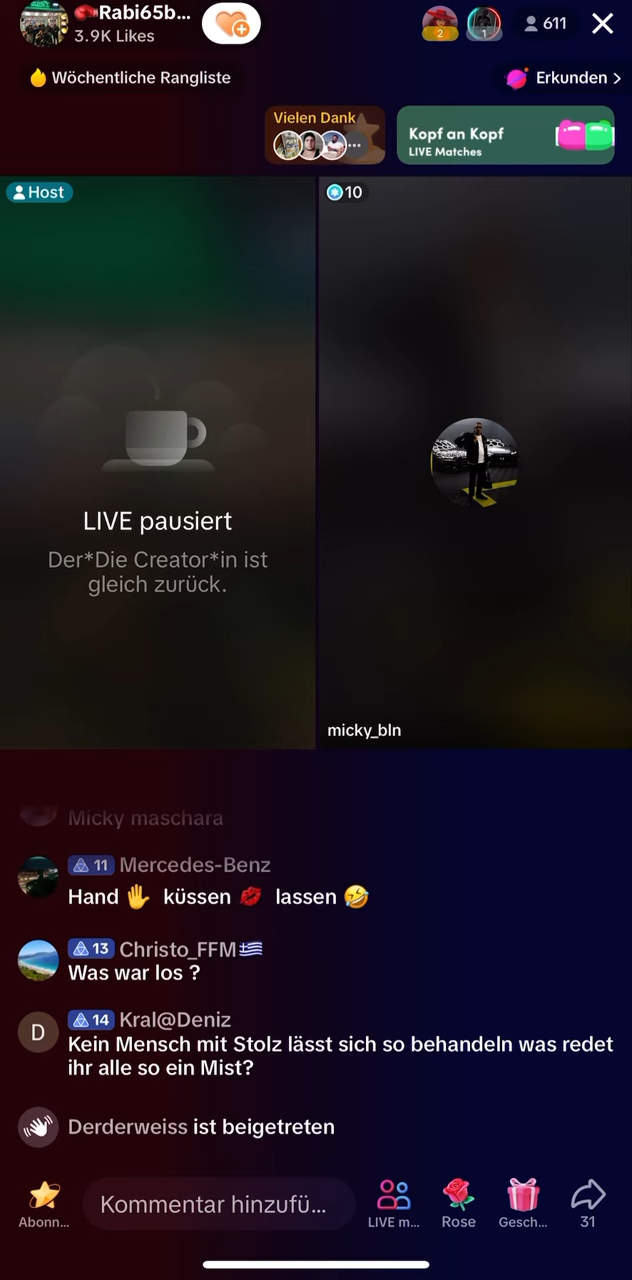 Rabi65b...
3.9K Likes
2
1
611
Wöchentliche Rangliste
Erkunden >
Vielen Dank
...
Kopf an Kopf
LIVE Matches
Host
10
LIVE pausiert
Der*Die Creator*in ist
gleich zurück.
micky_bln
Micky maschara
11 Mercedes-Benz
Hand ✋ küssen 💋 lassen 🤣
13 Christo_FFM🇬🇷
Was war los ?
D
14 Kral@Deniz
Kein Mensch mit Stolz lässt sich so behandeln was redet
ihr alle so ein Mist?
Derderweiss ist beigetreten
Kommentar hinzufü...
Abonn...
LIVE m...
Rose
Gesch...
31